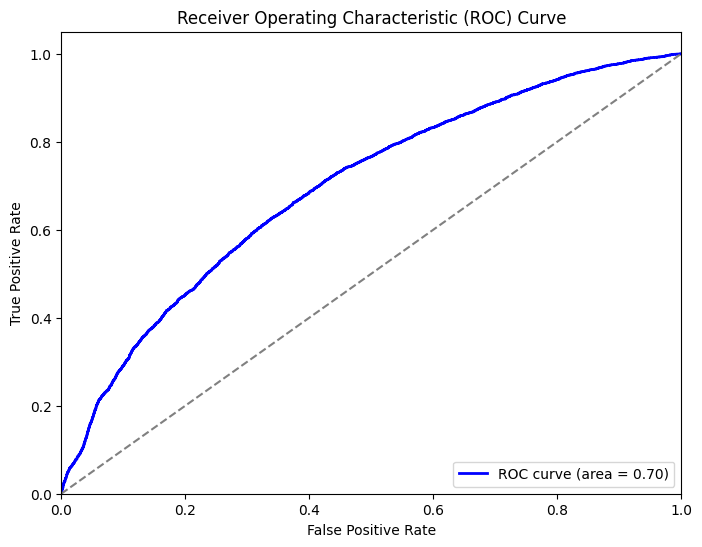 Receiver Operating Characteristic (ROC) Curve
True Positive Rate
1.0
0.8
0.6
0.4
0.2
0.0
ROC curve (area = 0.70)
0.0 0.2 0.4 0.6 0.8 1.0
False Positive Rate